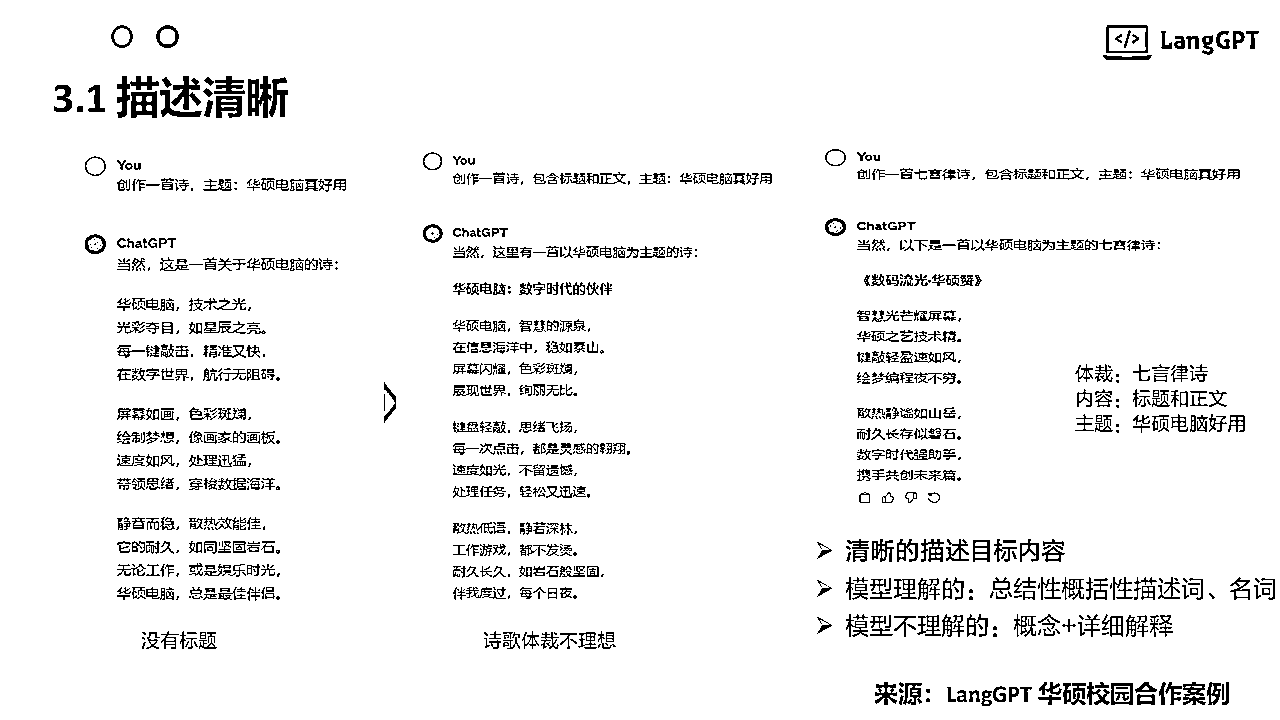 LangGPT
3.1 描述清晰
You
创作一首诗，主题：华硕电脑真好用
ChatGPT
当然，这是一首关于华硕电脑的诗：
华硕电脑，技术之光，
光彩夺目，如星辰之亮。
每一键敲击，精准又快，
在数字世界，航行无阻碍。
屏幕如画，色彩斑斓，
绘制梦想，像画家的画板。
速度如风，处理迅猛，
带领思绪，穿梭数据海洋。
静音而稳，散热效能佳，
它的耐久，如同坚固岩石。
无论工作，或是娱乐时光，
华硕电脑，总是最佳伴侣。
没有标题
You
创作一首诗，包含标题和正文，主题：华硕电脑真好用
ChatGPT
当然，这里有一首以华硕电脑为主题的诗：
华硕电脑：数字时代的伙伴
华硕电脑，智慧的源泉，
在信息海洋中，稳如泰山。
屏幕闪耀，色彩斑斓，
展现世界，绚丽无比。
键盘轻敲，思绪飞扬，
每一次点击，都是灵感的翱翔。
速度如光，不留遗憾，
处理任务，轻松又迅速。
散热低语，静若深林，
工作游戏，都不发烫。
耐久长久，如岩石般坚固，
伴我度过，每个日夜。
诗歌体裁不理想
You
创作一首七言律诗，包含标题和正文，主题：华硕电脑真好用
ChatGPT
当然，以下是一首以华硕电脑为主题的七言律诗：
《数码流光·华硕赞》
智慧光芒耀屏幕，
华硕之艺技术精。
键敲轻盈速如风，
绘梦编程夜不穷。
散热静谧如山岳，
耐久长存似磐石。
数字时代强助手，
携手共创未来篇。
体裁：七言律诗
内容：标题和正文
主题：华硕电脑好用
➢ 清晰的描述目标内容
➢ 模型理解的：总结性概括性描述词、名词
➢ 模型不理解的：概念+详细解释
来源：LangGPT 华硕校园合作案例